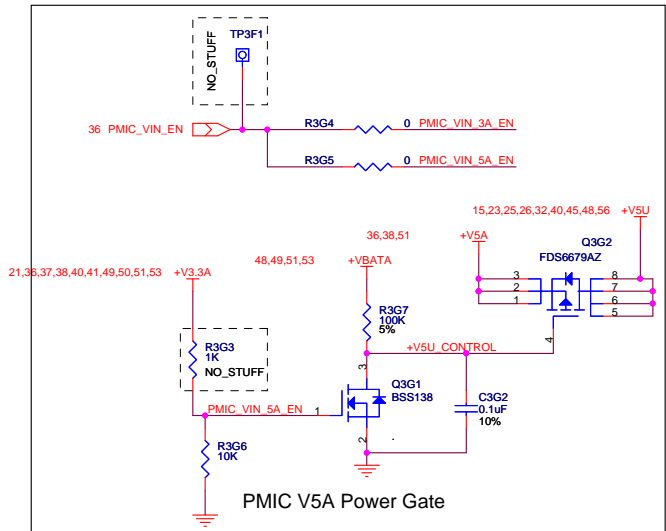 TP3F1
NO_STUFF
36 PMIC_VIN_EN
R3G4 0 PMIC_VIN_3A_EN
R3G5 0 PMIC_VIN_5A_EN
15,23,25,26,32,40,45,48,56 +V5U
36,38,51
+V5A
Q3G2
FDS6679AZ
48,49,51,53
+VBATA
21,36,37,38,40,41,49,50,51,53 +V3.3A
3 8
2 7
1 6
5
4
R3G7
100K
5%
+V5U_CONTROL
R3G3
1K
NO_STUFF
3
Q3G1
BSS138
PMIC_VIN_5A_EN 1
2
C3G2
0.1uF
10%
R3G6
10K
PMIC V5A Power Gate